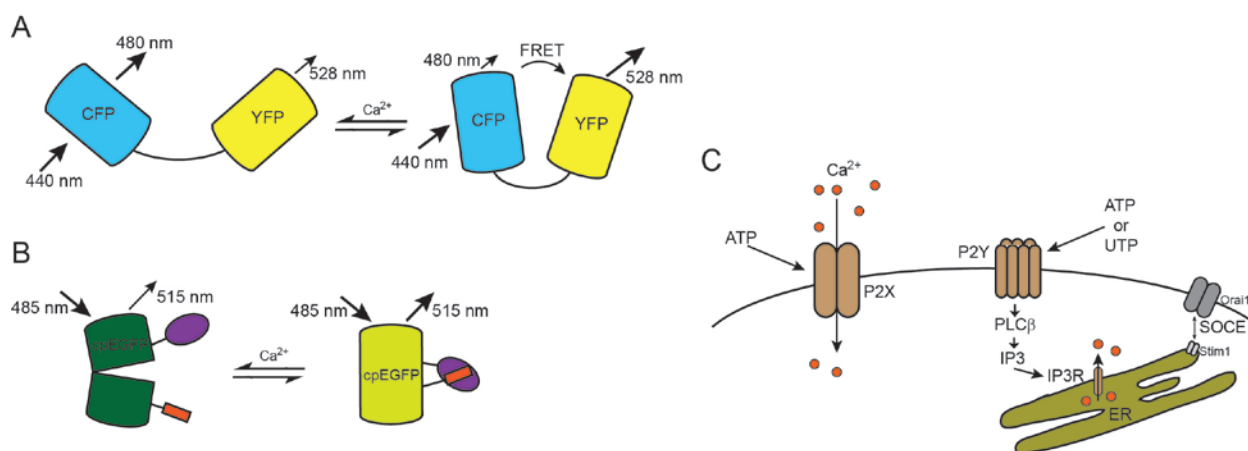 A
480 nm
CFP
440 nm
528 nm
YFP
Ca²⁺
480 nm
FRET
CFP
440 nm
528 nm
YFP
B
485 nm
515 nm
cpEGFP
Ca²⁺
485 nm
515 nm
cpEGFP
C
Ca²⁺
ATP
P2X
P2Y
ATP
or
UTP
PLCβ
IP3
IP3R
ER
Orai1
SOCE
Stim1